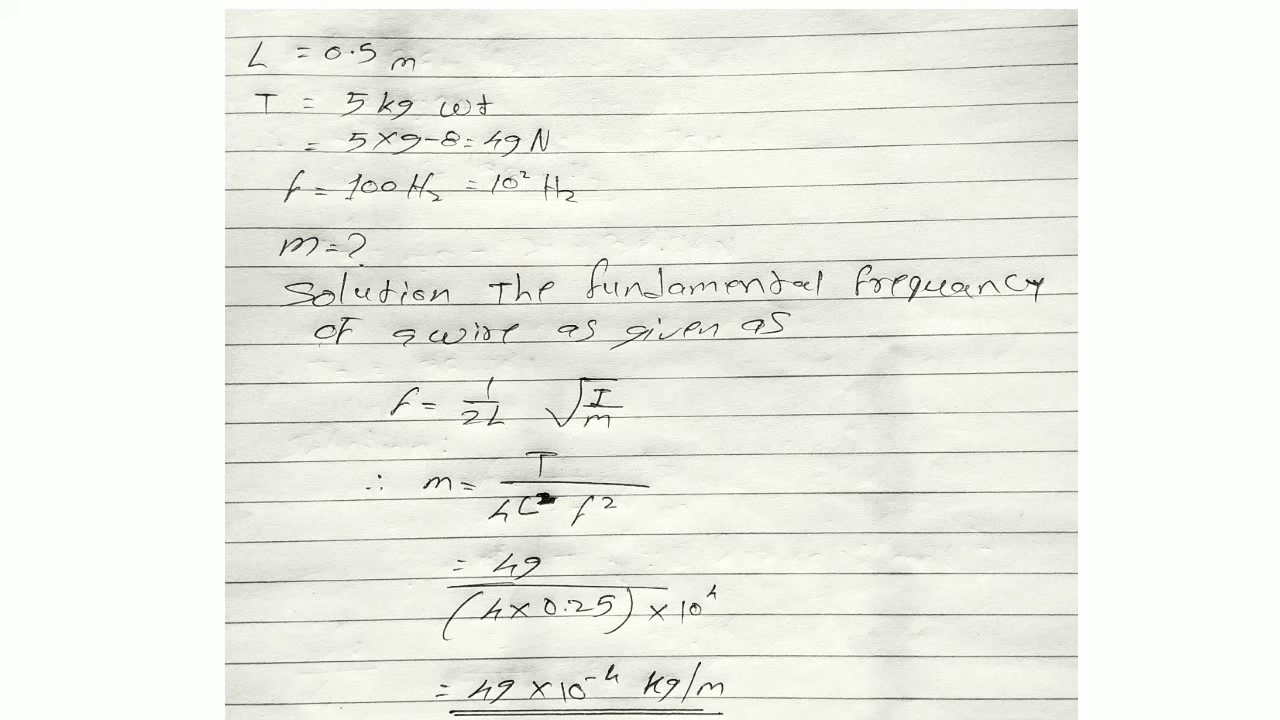 L = 0.5 m
T = 5 kg wt
= 5×9-8 = 49 N
f = 100 Hz = 10² Hz
m = ?
Solution The fundamental frequancy
of a wire as given as
f = 1/2L √T/m
∴ m = T / 4L² f²
= 49 / (4 × 0.25) × 10⁴
= 49 × 10⁻⁴ kg/m